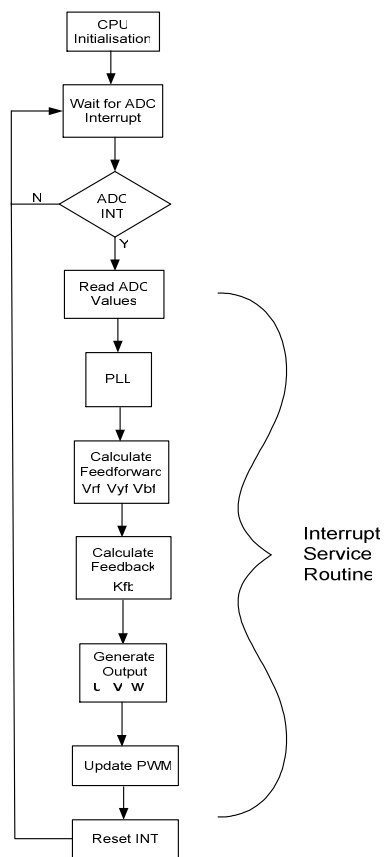 CPU
Initialisation
Wait for ADC
Interrupt
ADC
INT
N
Y
Read ADC
Values
PLL
Calculate
Feedforward
Vrf Vyf Vbf
Calculate
Feedback
Kfb
Generate
Output
U V W
Update PWM
Reset INT
Interrupt
Service
Routine